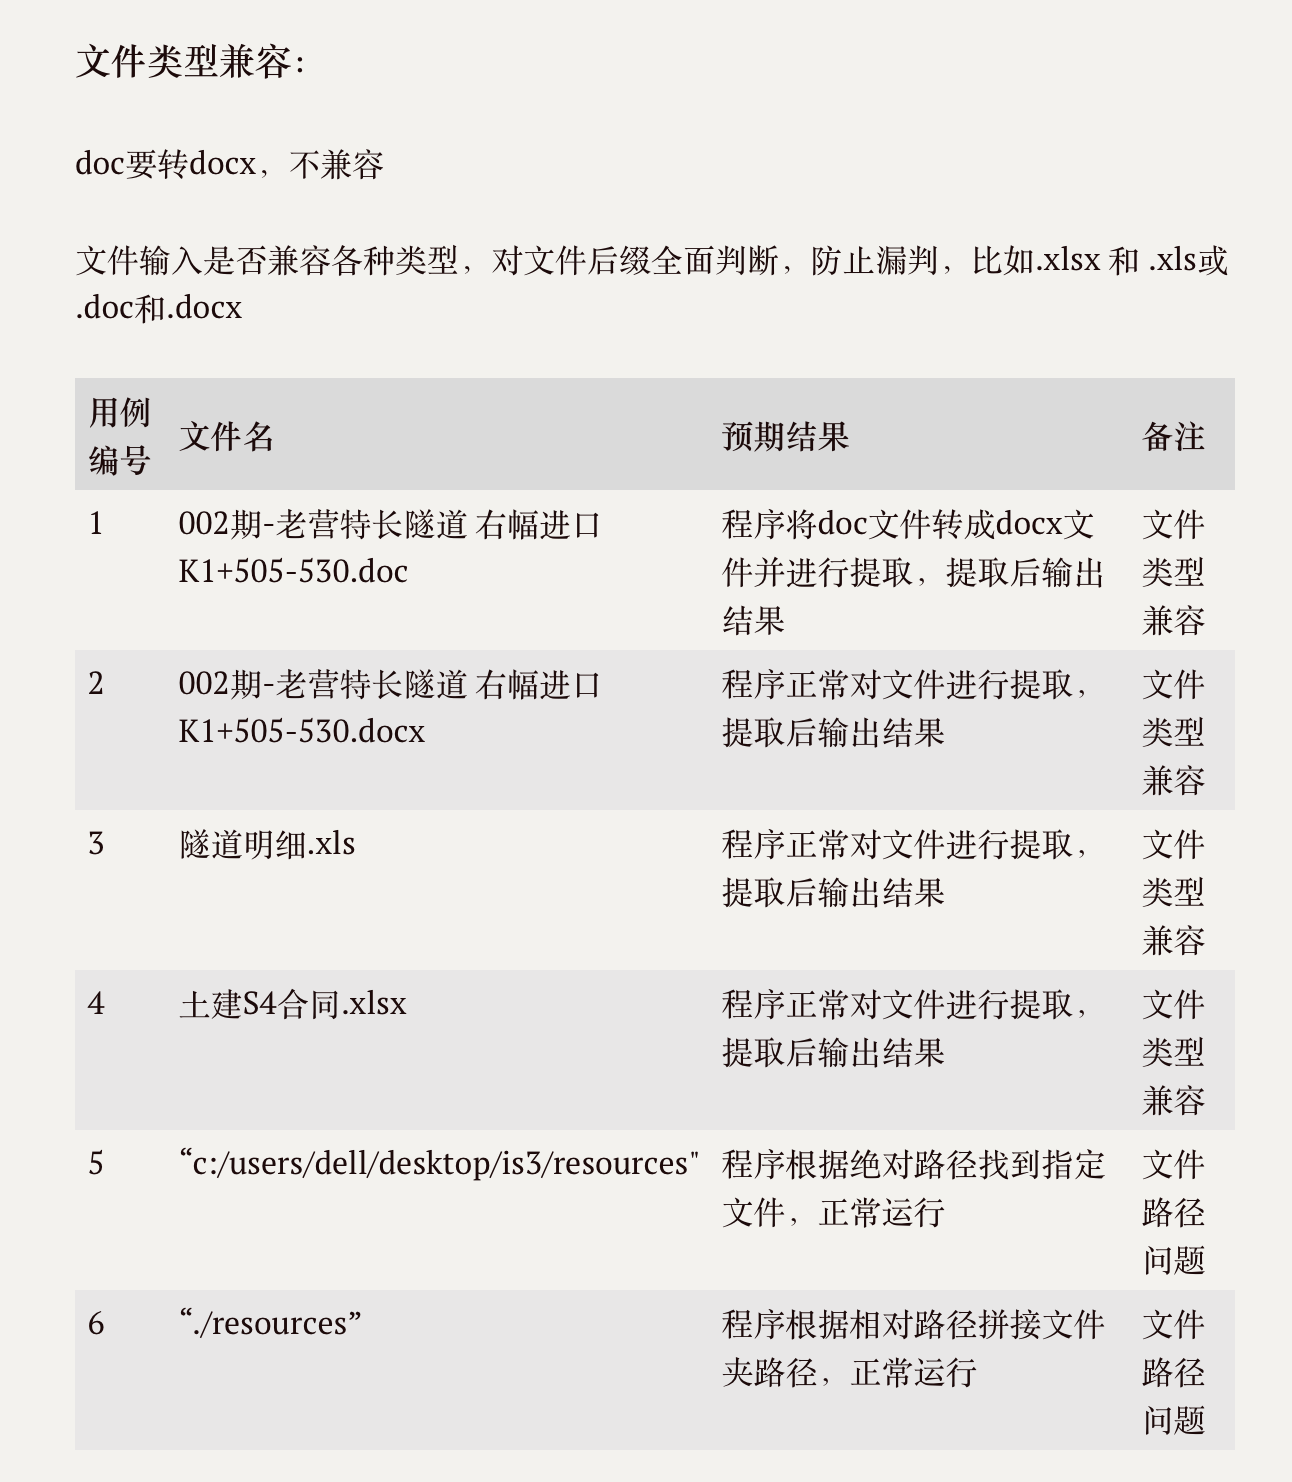 文件类型兼容：
doc要转docx，不兼容
文件输入是否兼容各种类型，对文件后缀全面判断，防止漏判，比如.xlsx 和 .xls或
.doc和.docx
用例
编号
文件名
预期结果
备注
1
002期-老营特长隧道 右幅进口
K1+505-530.doc
程序将doc文件转成docx文
件并进行提取，提取后输出
结果
文件
类型
兼容
2
002期-老营特长隧道 右幅进口
K1+505-530.docx
程序正常对文件进行提取，
提取后输出结果
文件
类型
兼容
3
隧道明细.xls
程序正常对文件进行提取，
提取后输出结果
文件
类型
兼容
4
土建S4合同.xlsx
程序正常对文件进行提取，
提取后输出结果
文件
类型
兼容
5
“c:/users/dell/desktop/is3/resources"
程序根据绝对路径找到指定
文件，正常运行
文件
路径
问题
6
“./resources”
程序根据相对路径拼接文件
夹路径，正常运行
文件
路径
问题